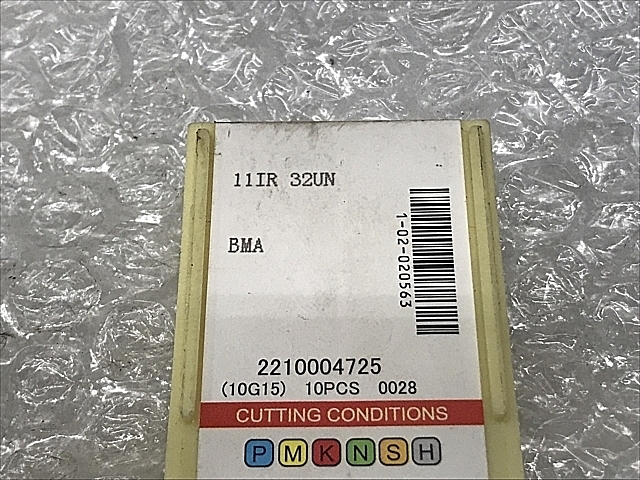 11IR 32UN
BMA
1-02-020563
2210004725
(10G15) 10PCS 0028
CUTTING CONDITIONS
P M K N S H